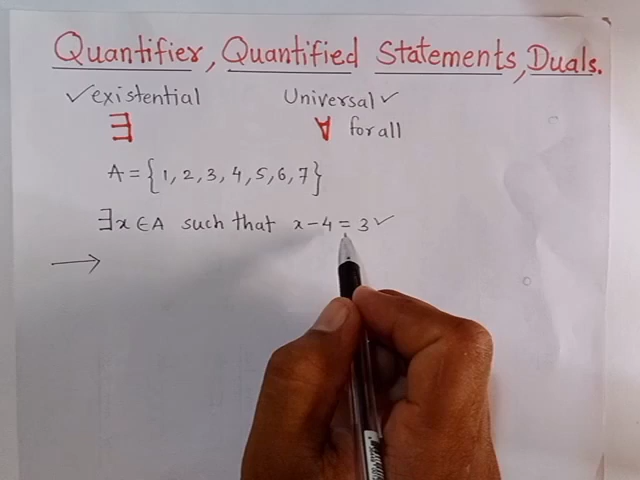 Quantifier, Quantified Statements, Duals.
✓existential Universal✓
∃ ∀ for all
A = {1, 2, 3, 4, 5, 6, 7}
∃x ∈ A such that x - 4 = 3 ✓
→